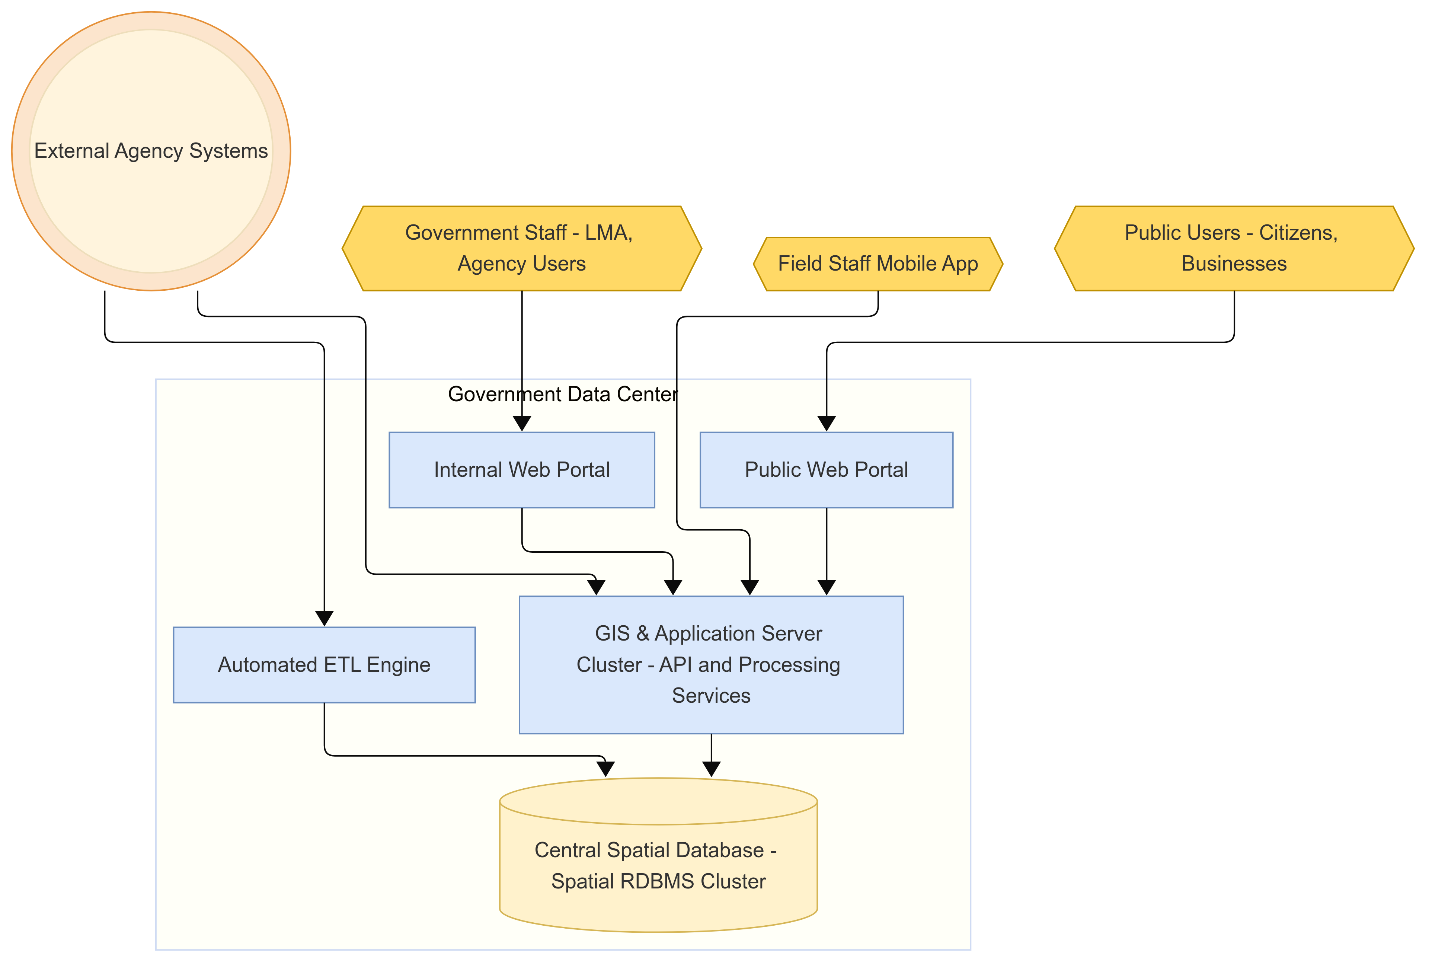 External Agency Systems
Government Staff - LMA,
Agency Users
Field Staff Mobile App
Public Users - Citizens,
Businesses
Government Data Center
Internal Web Portal
Public Web Portal
Automated ETL Engine
GIS & Application Server
Cluster - API and Processing
Services
Central Spatial Database -
Spatial RDBMS Cluster